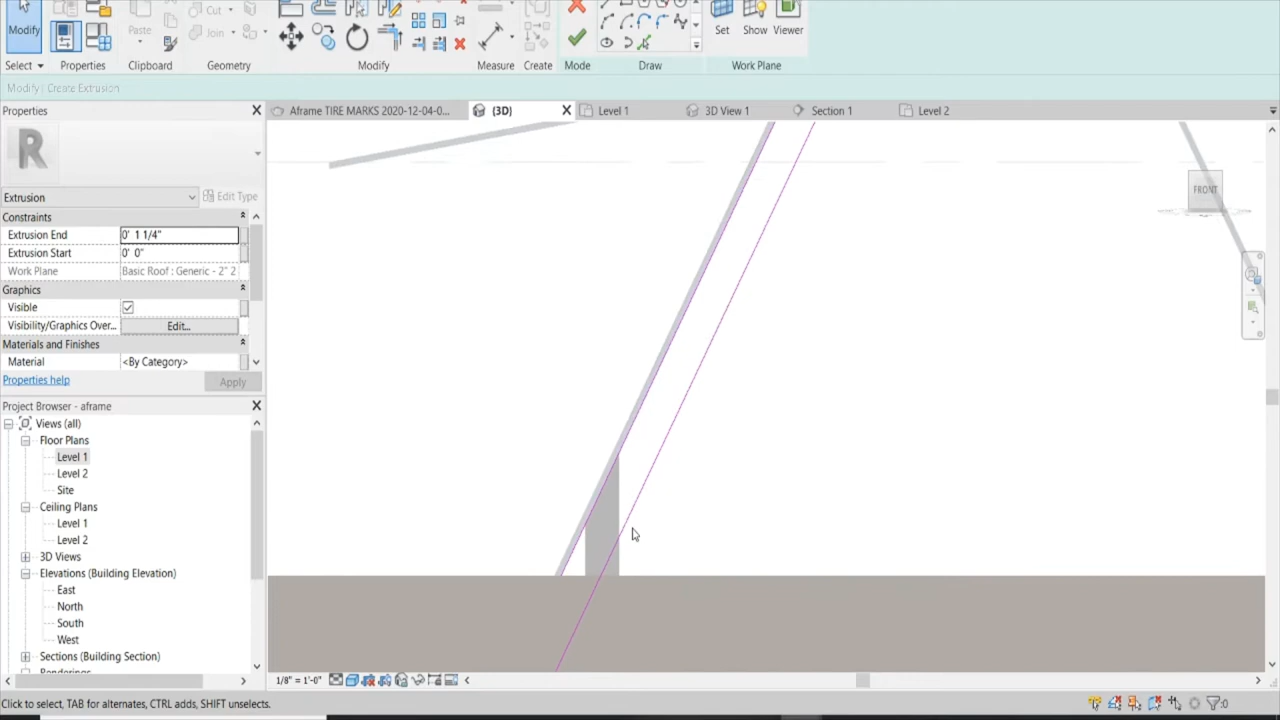 Modify
Cut
Join
Paste
Set
Show
Viewer
Select
Properties
Clipboard
Geometry
Modify
Measure
Create
Mode
Draw
Work Plane
Modify | Create Extrusion
Properties
Aframe TIRE MARKS 2020-12-04-0...
(3D)
Level 1
3D View 1
Section 1
Level 2
R
Extrusion
Edit Type
Constraints
Extrusion End
0' 1 1/4"
Extrusion Start
0' 0"
Work Plane
Basic Roof : Generic - 2" 2
Graphics
Visible
Visibility/Graphics Over...
Edit...
Materials and Finishes
Material
<By Category>
Properties help
Apply
Project Browser - aframe
Views (all)
Floor Plans
Level 1
Level 2
Site
Ceiling Plans
Level 1
Level 2
3D Views
Elevations (Building Elevation)
East
North
South
West
Sections (Building Section)
FRONT
1/8" = 1'-0"
Click to select, TAB for alternates, CTRL adds, SHIFT unselects.
:0